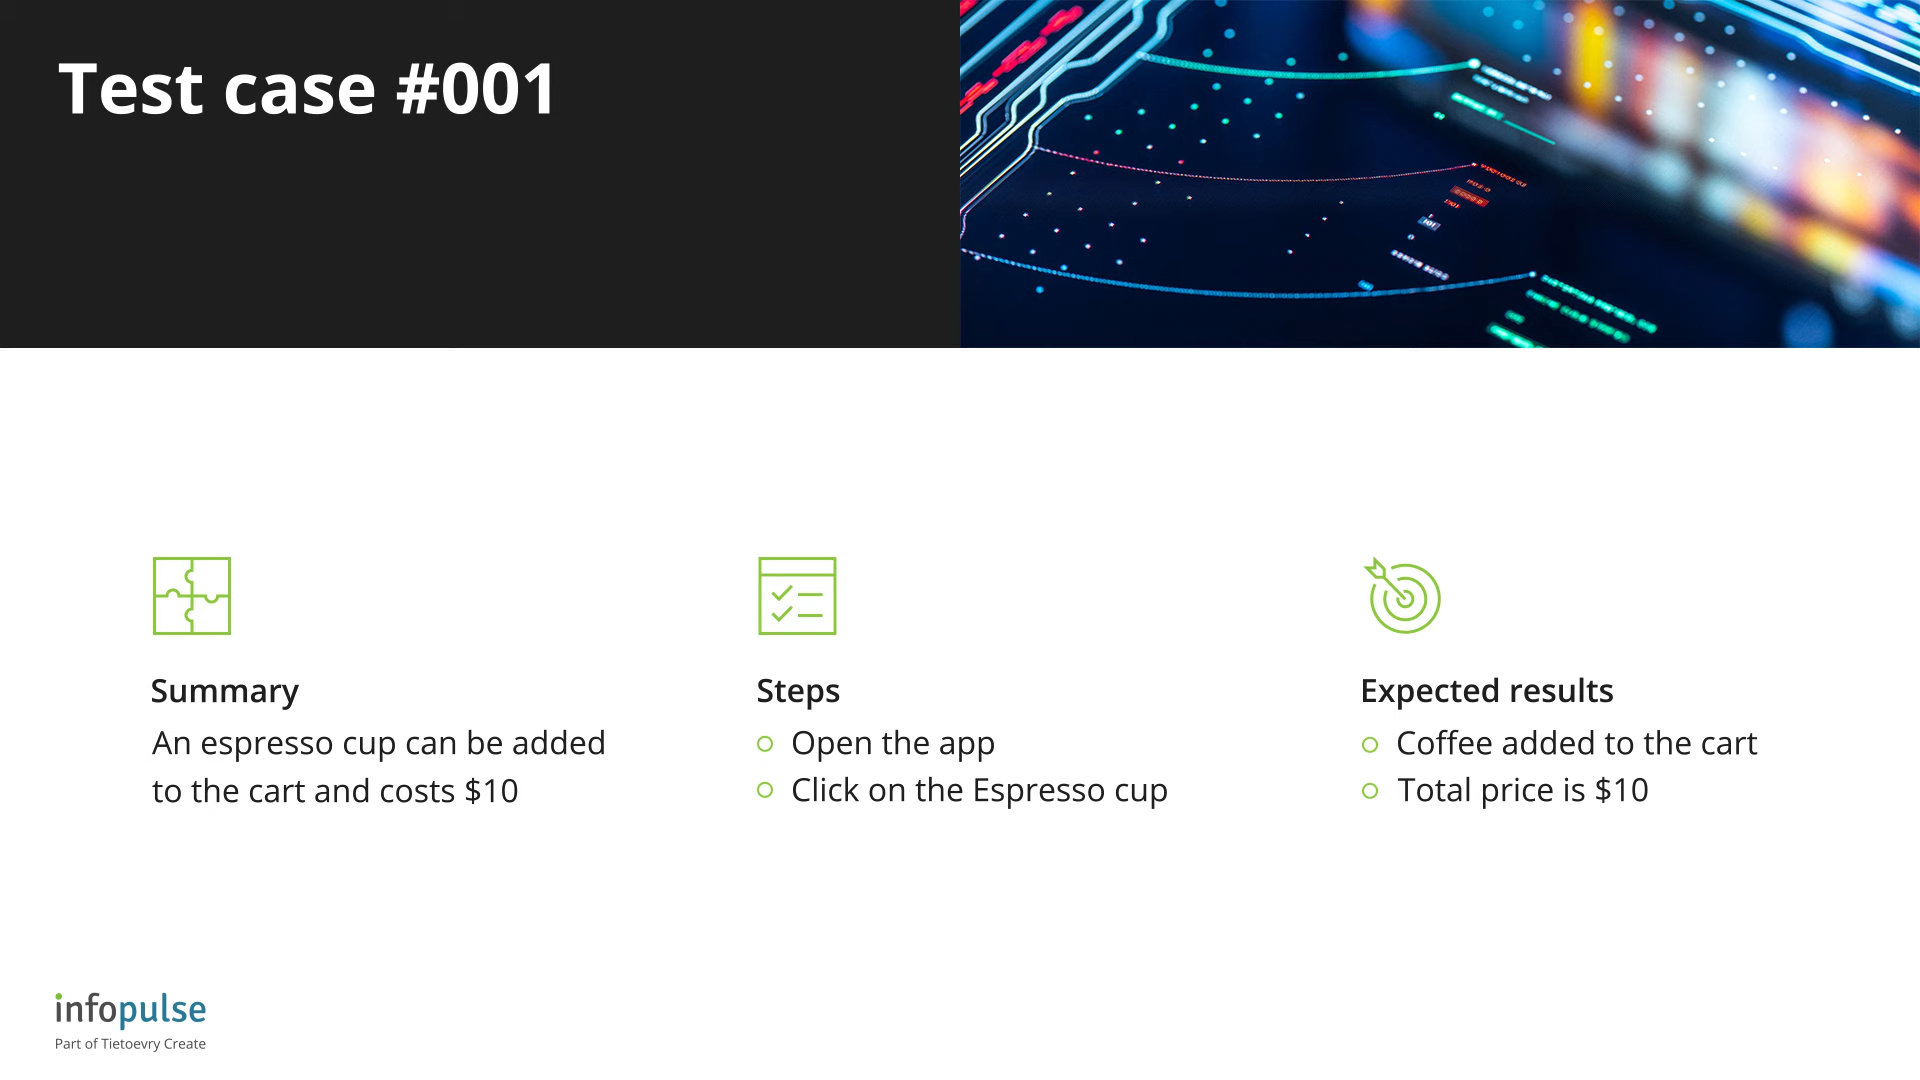 Test case #001
Summary
An espresso cup can be added
to the cart and costs $10
Steps
Open the app
Click on the Espresso cup
Expected results
Coffee added to the cart
Total price is $10
infopulse
Part of Tietoevry Create